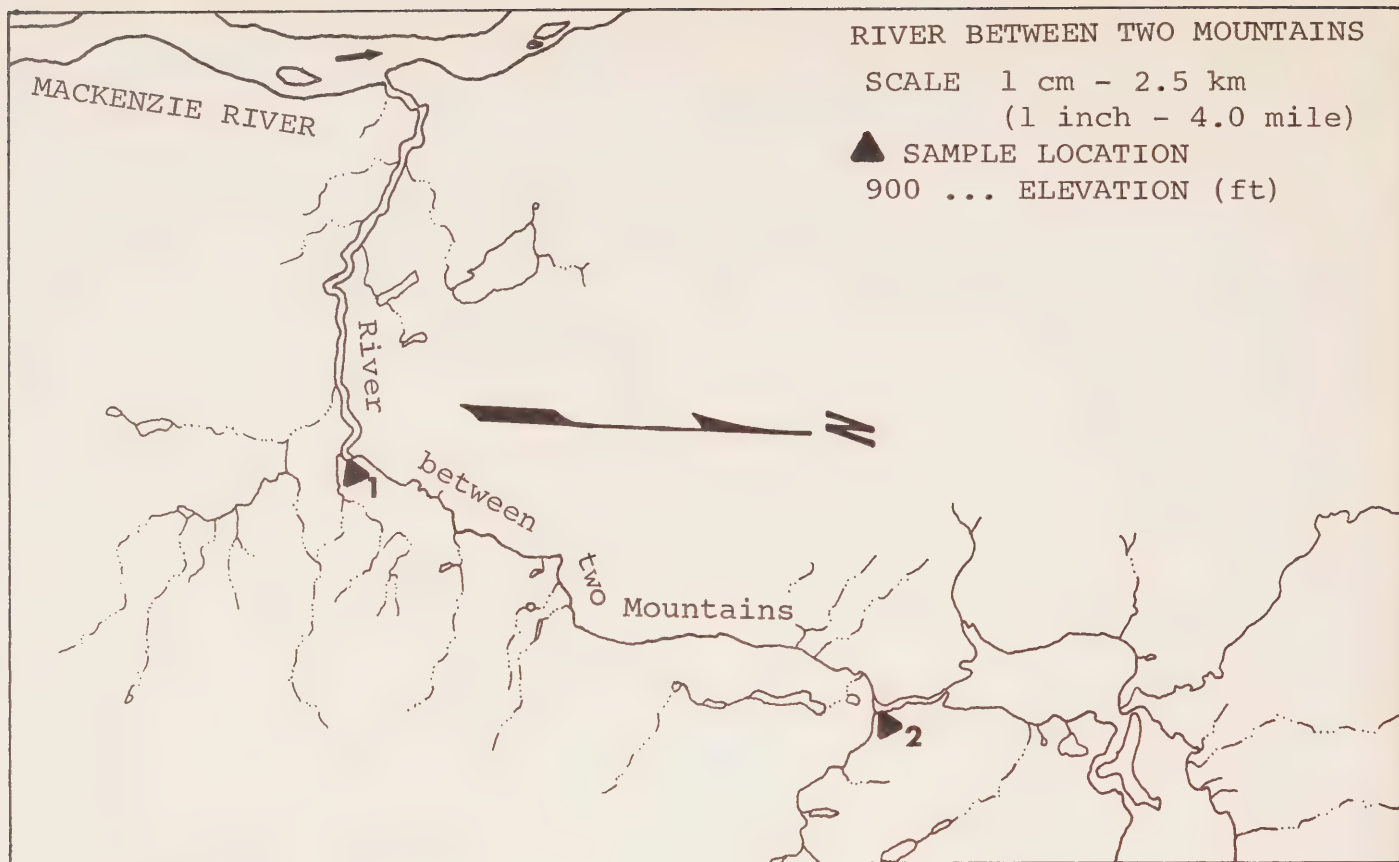 RIVER BETWEEN TWO MOUNTAINS
SCALE 1 cm - 2.5 km
(1 inch - 4.0 mile)
SAMPLE LOCATION
900 ... ELEVATION (ft)
MACKENZIE RIVER
River
between
two
Mountains
N
1
2